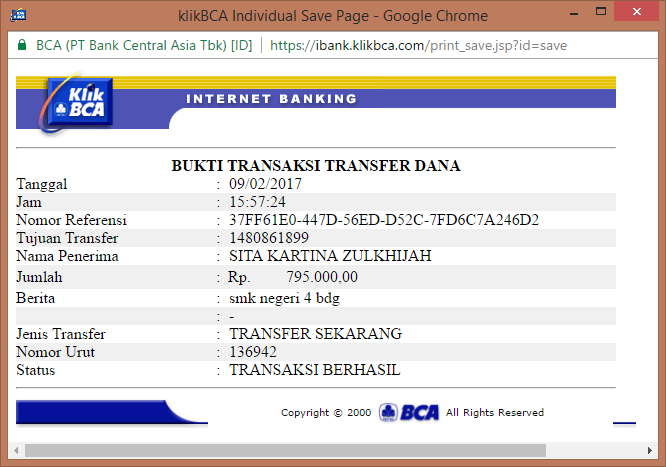 klikBCA Individual Save Page - Google Chrome
BCA (PT Bank Central Asia Tbk) [ID] https://ibank.klikbca.com/print_save.jsp?id=save
Klik
BCA
INTERNET BANKING
BUKTI TRANSAKSI TRANSFER DANA
Tanggal : 09/02/2017
Jam : 15:57:24
Nomor Referensi : 37FF61E0-447D-56ED-D52C-7FD6C7A246D2
Tujuan Transfer : 1480861899
Nama Penerima : SITA KARTINA ZULKHIJAH
Jumlah : Rp. 795.000,00
Berita : smk negeri 4 bdg
: -
Jenis Transfer : TRANSFER SEKARANG
Nomor Urut : 136942
Status : TRANSAKSI BERHASIL
Copyright © 2000 BCA All Rights Reserved